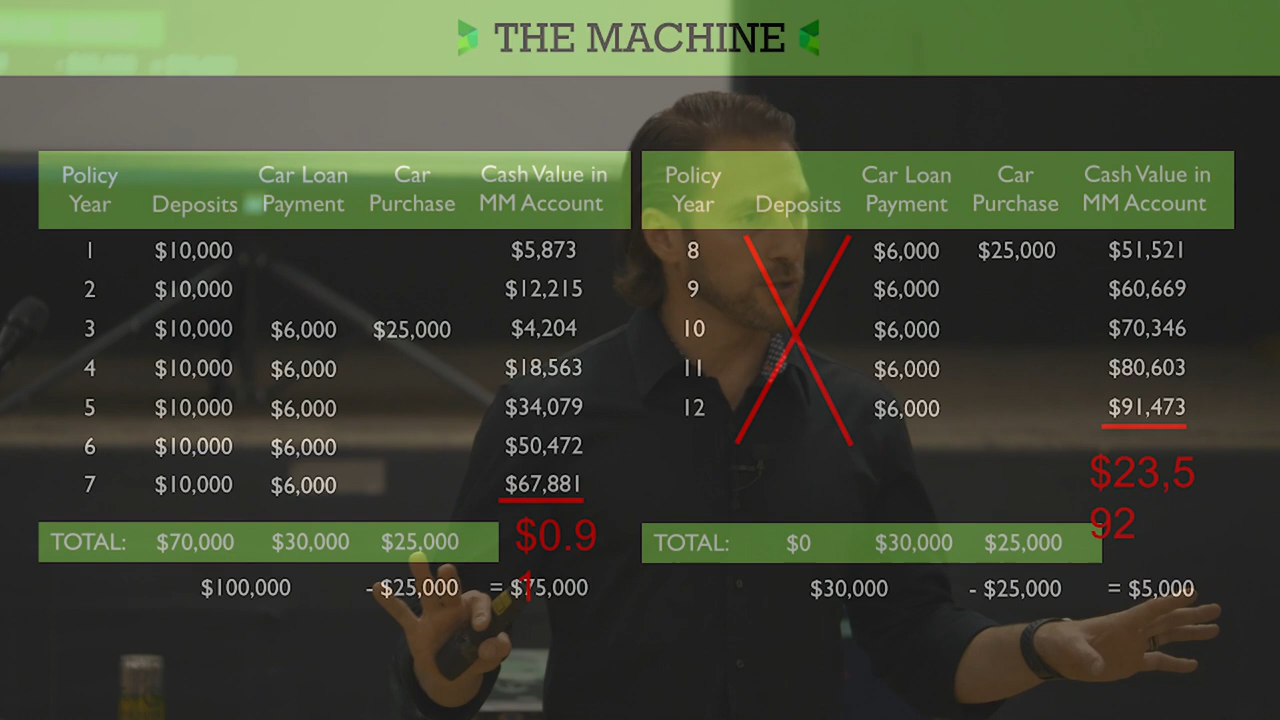 THE MACHINE
Policy Year Deposits Car Loan Payment Car Purchase Cash Value in MM Account
1 $10,000 $5,873
2 $10,000 $12,215
3 $10,000 $6,000 $25,000 $4,204
4 $10,000 $6,000 $18,563
5 $10,000 $6,000 $34,079
6 $10,000 $6,000 $50,472
7 $10,000 $6,000 $67,881
TOTAL: $70,000 $30,000 $25,000
$0.9
1
$100,000 - $25,000 = $75,000
Policy Year Deposits Car Loan Payment Car Purchase Cash Value in MM Account
8 $6,000 $25,000 $51,521
9 $6,000 $60,669
10 $6,000 $70,346
11 $6,000 $80,603
12 $6,000 $91,473
$23,5
92
TOTAL: $0 $30,000 $25,000
$30,000 - $25,000 = $5,000